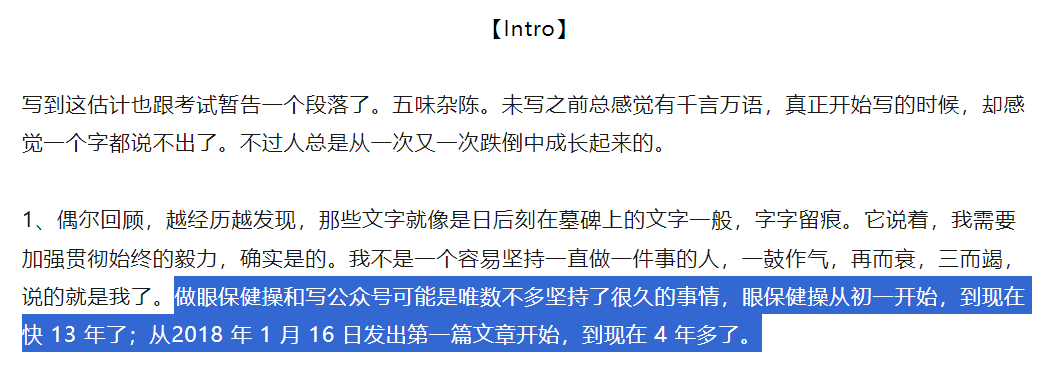 【Intro】
写到这估计也跟考试暂告一个段落了。五味杂陈。未写之前总感觉有千言万语，真正开始写的时候，却感
觉一个字都说不出了。不过人总是从一次又一次跌倒中成长起来的。
1、偶尔回顾，越经历越发现，那些文字就像是日后刻在墓碑上的文字一般，字字留痕。它说着，我需要
加强贯彻始终的毅力，确实是的。我不是一个容易坚持一直做一件事的人，一鼓作气，再而衰，三而竭，
说的就是我了。做眼保健操和写公众号可能是唯数不多坚持了很久的事情，眼保健操从初一开始，到现在
快 13 年了；从2018 年 1 月 16 日发出第一篇文章开始，到现在 4 年多了。